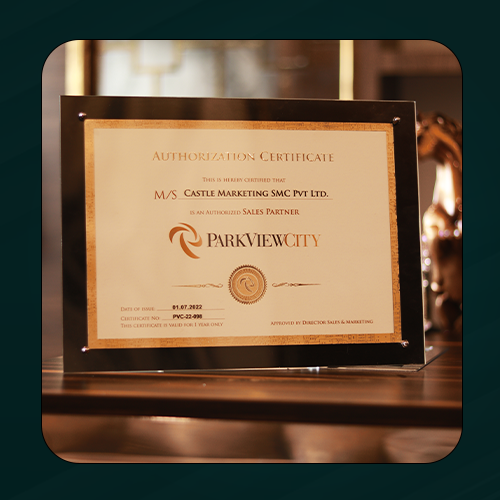 AUTHORIZATION CERTIFICATE
THIS IS HEREBY CERTIFIED THAT
M/S CASTLE MARKETING SMC PVT LTD.
IS AN AUTHORIZED SALES PARTNER
PARKVIEWCITY
DATE OF ISSUE 01.07.2022
CERTIFICATE NO. PVC-22-098
THIS CERTIFICATE IS VALID FOR 1 YEAR ONLY
APPROVED BY DIRECTOR SALES & MARKETING